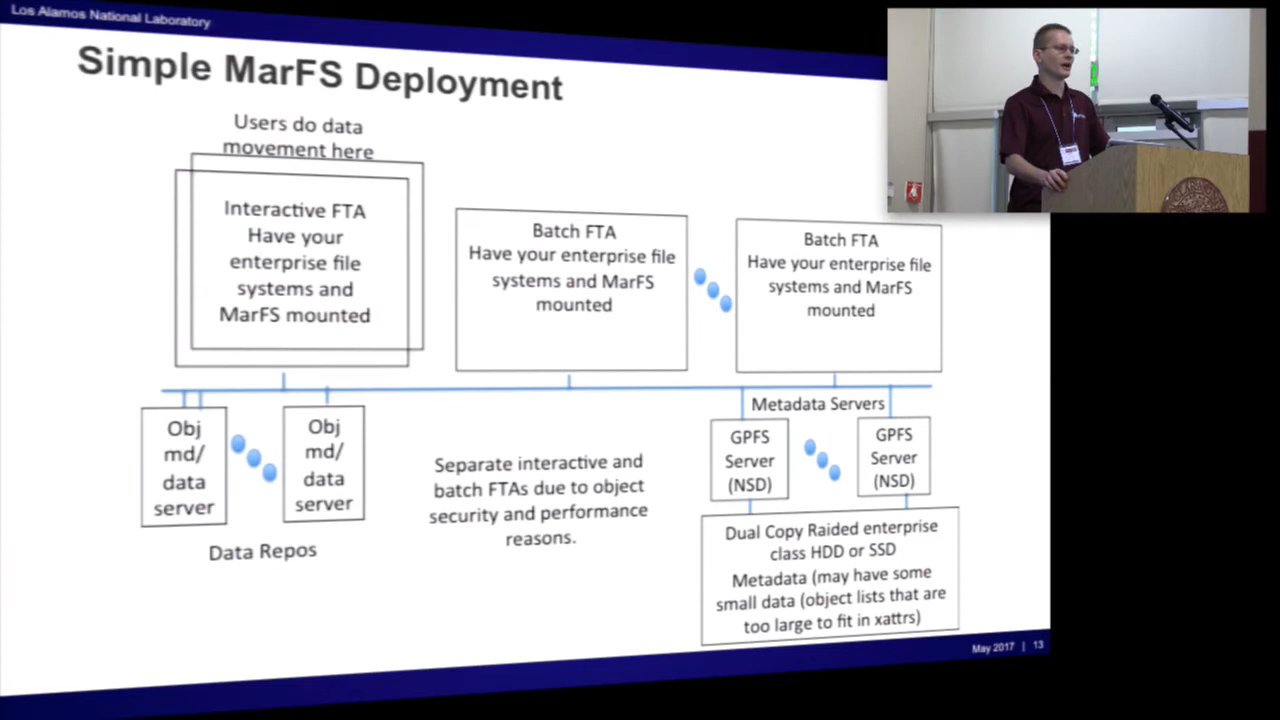 Los Alamos National Laboratory
Simple MarFS Deployment
Users do data
movement here
Interactive FTA
Have your
enterprise file
systems and
MarFS mounted
Batch FTA
Have your enterprise file
systems and MarFS
mounted
Batch FTA
Have your enterprise file
systems and MarFS
mounted
Obj
md/
data
server
Obj
md/
data
server
Data Repos
Separate interactive and
batch FTAs due to object
security and performance
reasons.
Metadata Servers
GPFS
Server
(NSD)
GPFS
Server
(NSD)
Dual Copy Raided enterprise
class HDD or SSD
Metadata (may have some
small data (object lists that are
too large to fit in xattrs)
May 2017 | 13